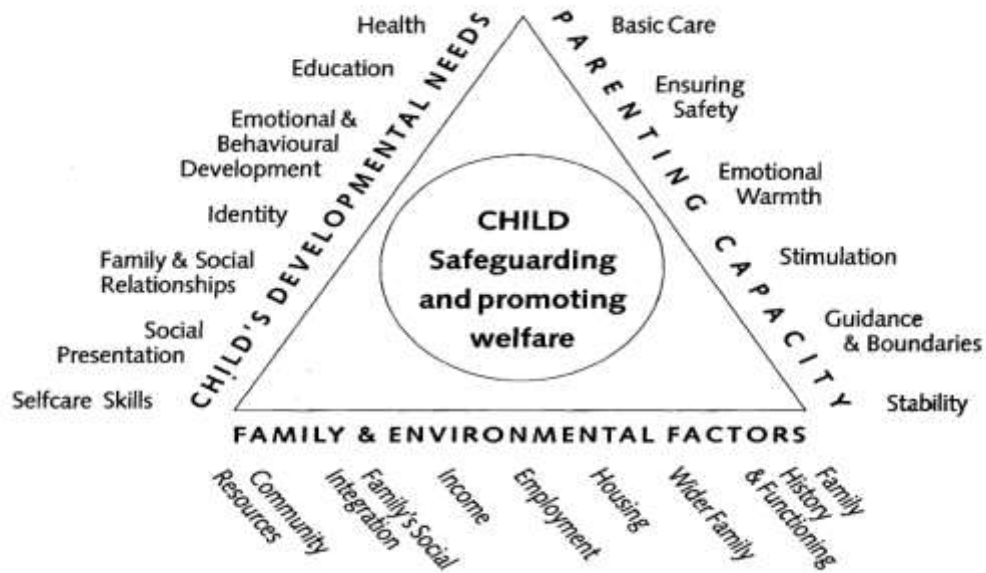 Health
Education
Emotional &
Behavioural
Development
Identity
Family & Social
Relationships
Social
Presentation
Selfcare Skills
CHILD'S DEVELOPMENTAL NEEDS
PARENTING CAPACITY
Basic Care
Ensuring
Safety
Emotional
Warmth
Stimulation
Guidance
& Boundaries
Stability
CHILD
Safeguarding
and promoting
welfare
FAMILY & ENVIRONMENTAL FACTORS
Community
Resources
Family's Social
Integration
Income
Employment
Housing
Wider Family
Family
History
& Functioning